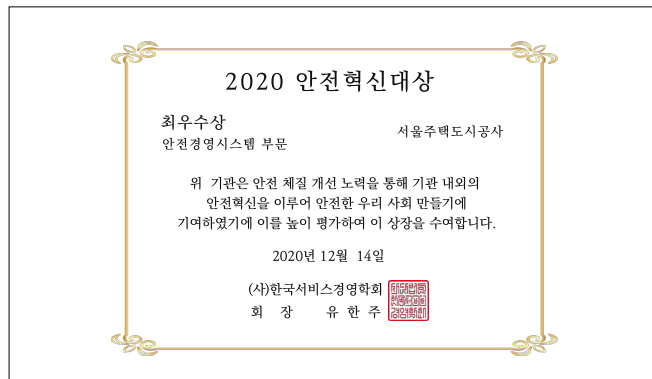 2020 안전혁신대상
최우수상
안전경영시스템 부문
서울주택도시공사
위 기관은 안전 체질 개선 노력을 통해 기관 내외의
안전혁신을 이루어 안전한 우리 사회 만들기에
기여하였기에 이를 높이 평가하여 이 상장을 수여합니다.
2020년 12월 14일
(사)한국서비스경영학회
회 장 유 한 주